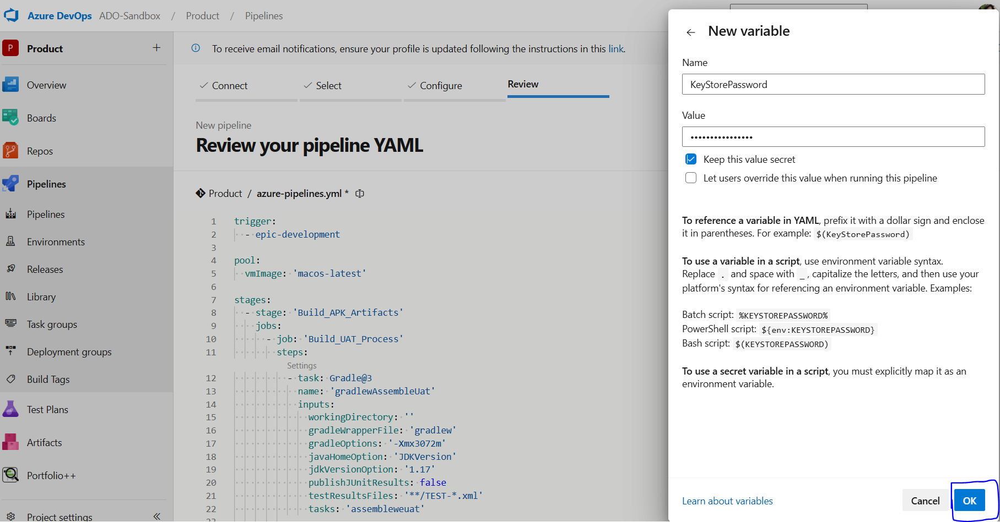 Azure DevOps ADO-Sandbox / Product / Pipelines
P Product +
Overview
Boards
Repos
Pipelines
Pipelines
Environments
Releases
Library
Task groups
Deployment groups
Build Tags
Test Plans
Artifacts
Portfolio++
Project settings
To receive email notifications, ensure your profile is updated following the instructions in this link.
Connect Select Configure Review
New pipeline
Review your pipeline YAML
Product / azure-pipelines.yml *
1 trigger:
2 - epic-development
3
4 pool:
5 vmImage: 'macos-latest'
6
7 stages:
8 - stage: 'Build_APK_Artifacts'
9 jobs:
10 - job: 'Build_UAT_Process'
11 steps:
Settings
12 - task: Gradle@3
13 name: 'gradlewAssembleUat'
14 inputs:
15 workingDirectory: ''
16 gradleWrapperFile: 'gradlew'
17 gradleOptions: '-Xmx3072m'
18 javaHomeOption: 'JDKVersion'
19 jdkVersionOption: '1.17'
20 publishJUnitResults: false
21 testResultsFiles: '**/TEST-*.xml'
22 tasks: 'assembleweuat'
New variable
Name
KeyStorePassword
Value
••••••••••••••••
Keep this value secret
Let users override this value when running this pipeline
To reference a variable in YAML, prefix it with a dollar sign and enclose
it in parentheses. For example: $(KeyStorePassword)
To use a variable in a script, use environment variable syntax.
Replace . and space with _, capitalize the letters, and then use your
platform's syntax for referencing an environment variable. Examples:
Batch script: %KEYSTOREPASSWORD%
PowerShell script: ${env:KEYSTOREPASSWORD}
Bash script: $(KEYSTOREPASSWORD)
To use a secret variable in a script, you must explicitly map it as an
environment variable.
Learn about variables Cancel OK